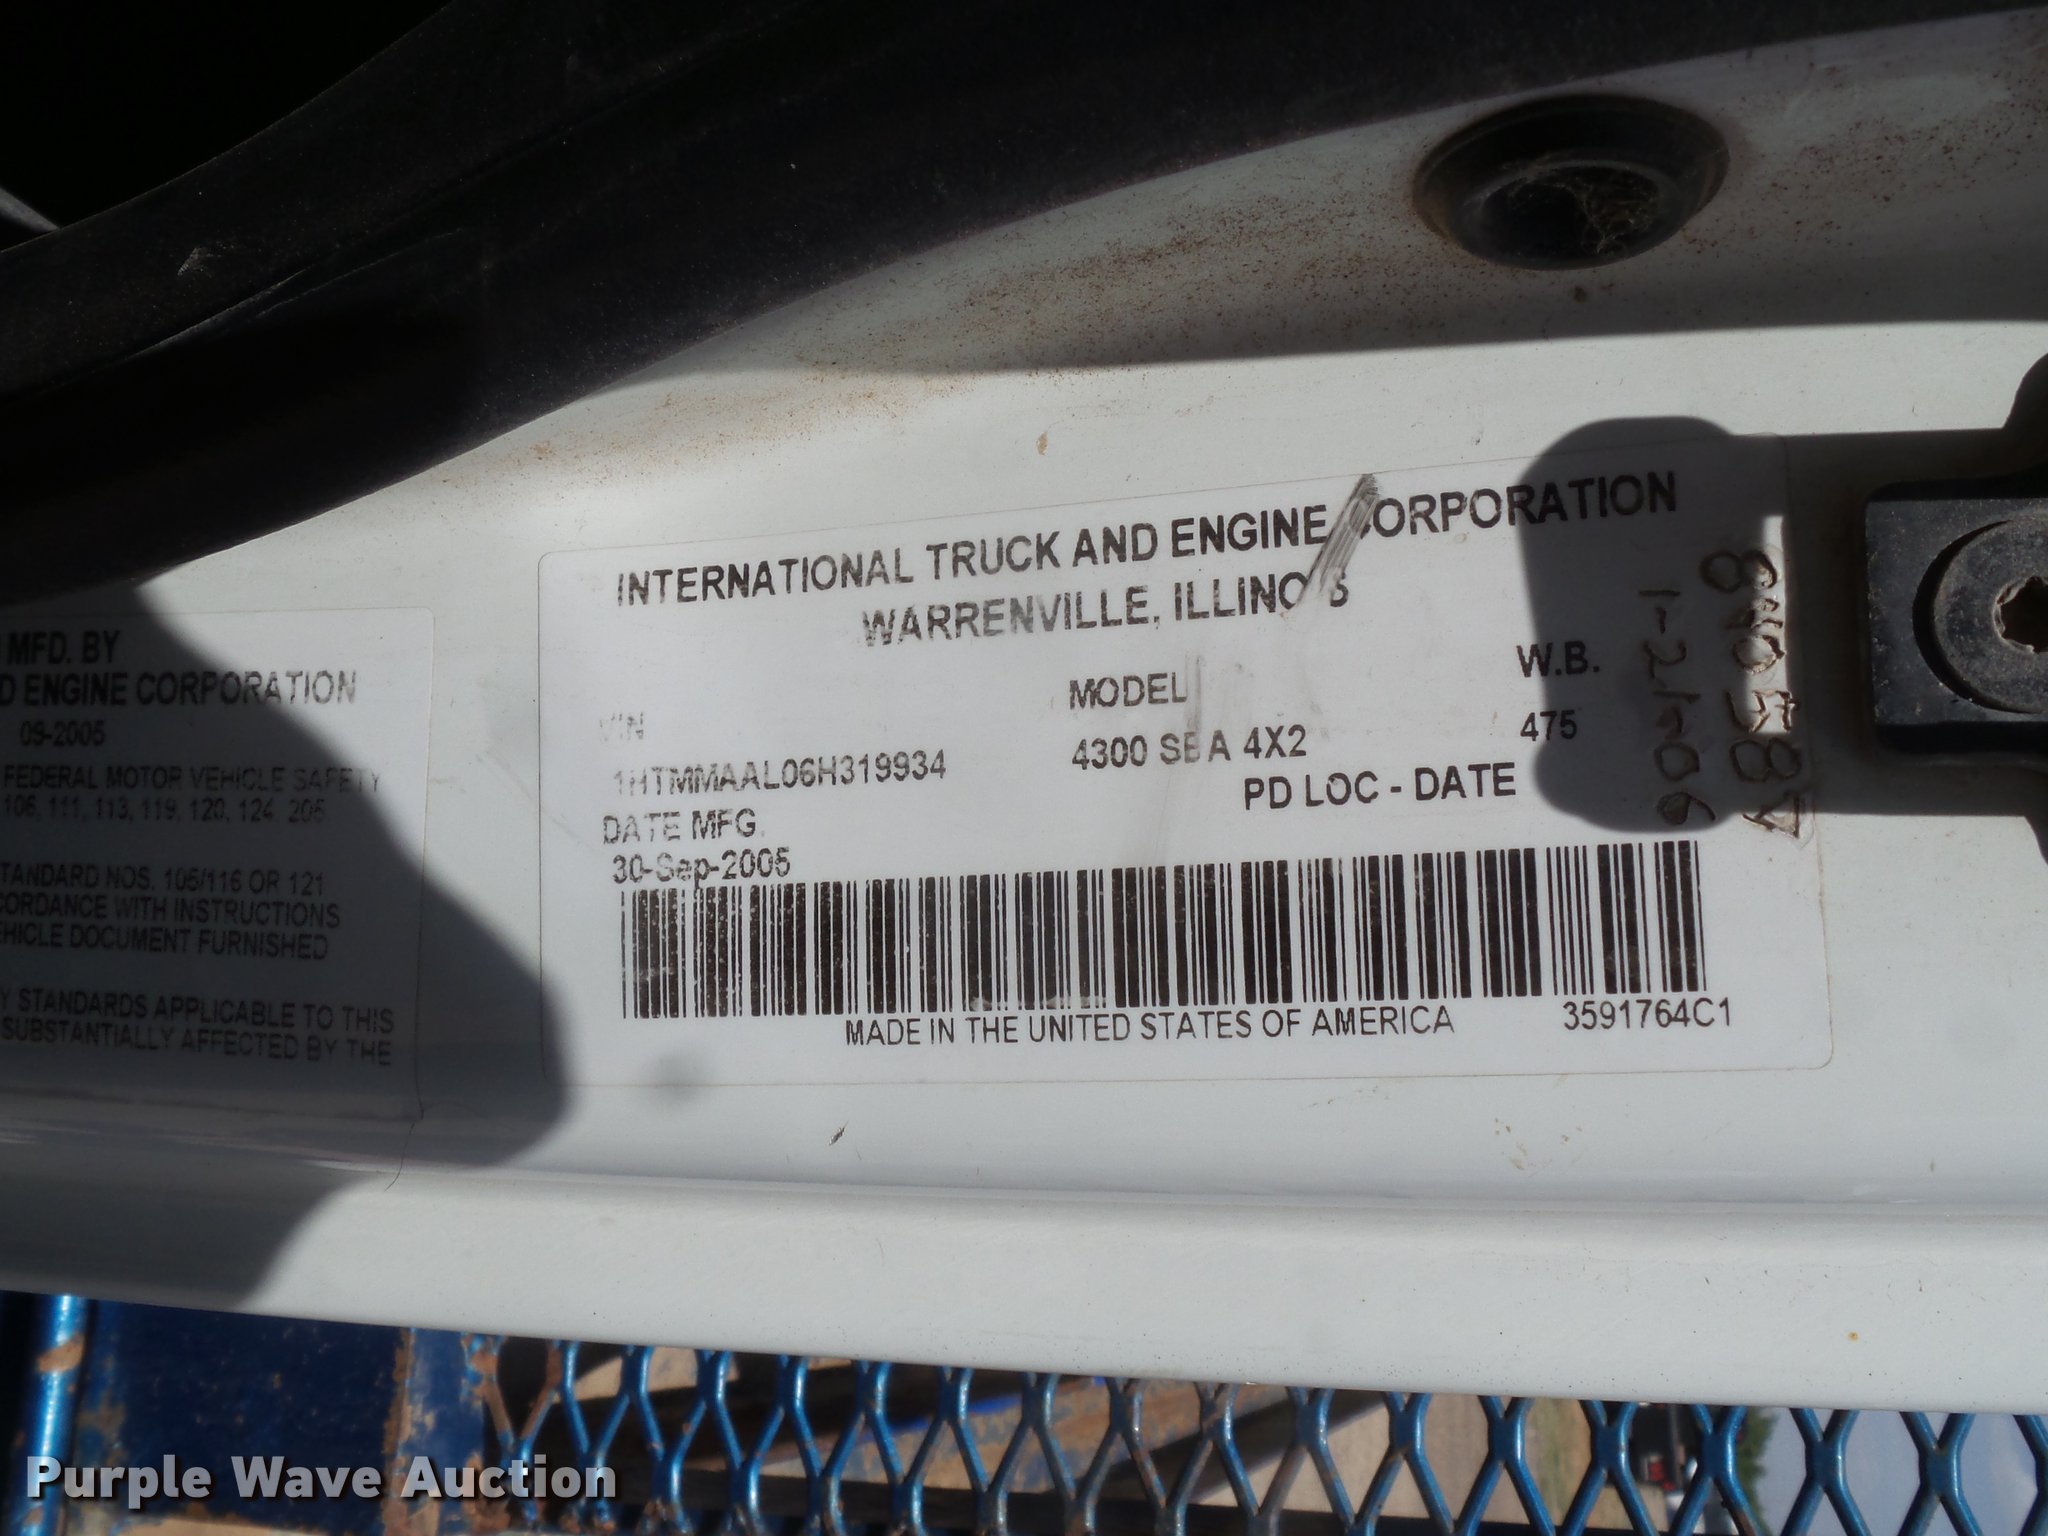 MFD. BY
D ENGINE CORPORATION
09-2005
FEDERAL MOTOR VEHICLE SAFETY
106, 111, 113, 119, 120, 124, 205
STANDARD NOS. 105/116 OR 121
CCORDANCE WITH INSTRUCTIONS
EHICLE DOCUMENT FURNISHED
Y STANDARDS APPLICABLE TO THIS
SUBSTANTIALLY AFFECTED BY THE
INTERNATIONAL TRUCK AND ENGINE CORPORATION
WARRENVILLE, ILLINOIS
VIN MODEL W.B.
1HTMMAAL06H319934 4300 SBA 4X2 475
DATE MFG. PD LOC - DATE
30-Sep-2005
MADE IN THE UNITED STATES OF AMERICA 3591764C1
Purple Wave Auction